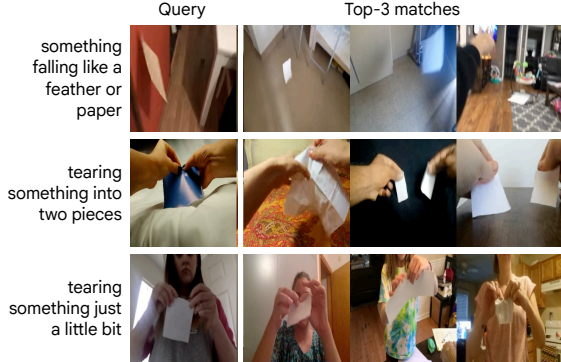 Query
Top-3 matches
something
falling like a
feather or
paper
tearing
something into
two pieces
tearing
something just
a little bit